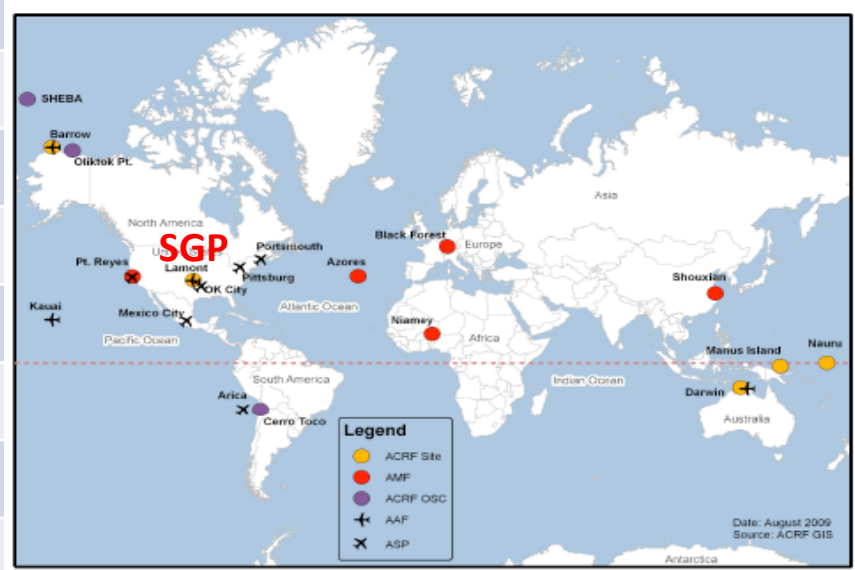 SHEBA
Barrow
Oliktok Pt.
Asia
North America
SGP
Portsmouth
Black Forest
Europe
Pt. Reyes
Lamont
Azores
Pittsburg
OK City
Shouxian
Kauai
Mexico City
Atlantic Ocean
Niamey
Africa
Pacific Ocean
Nauru
Manus Island
South America
Indian Ocean
Arica
Darwin
Cerro Toco
Australia
Legend
ACRF Site
AMF
ACRF OSC
AAF
ASP
Date: August 2009
Source: ACRF GIS
Antarctica